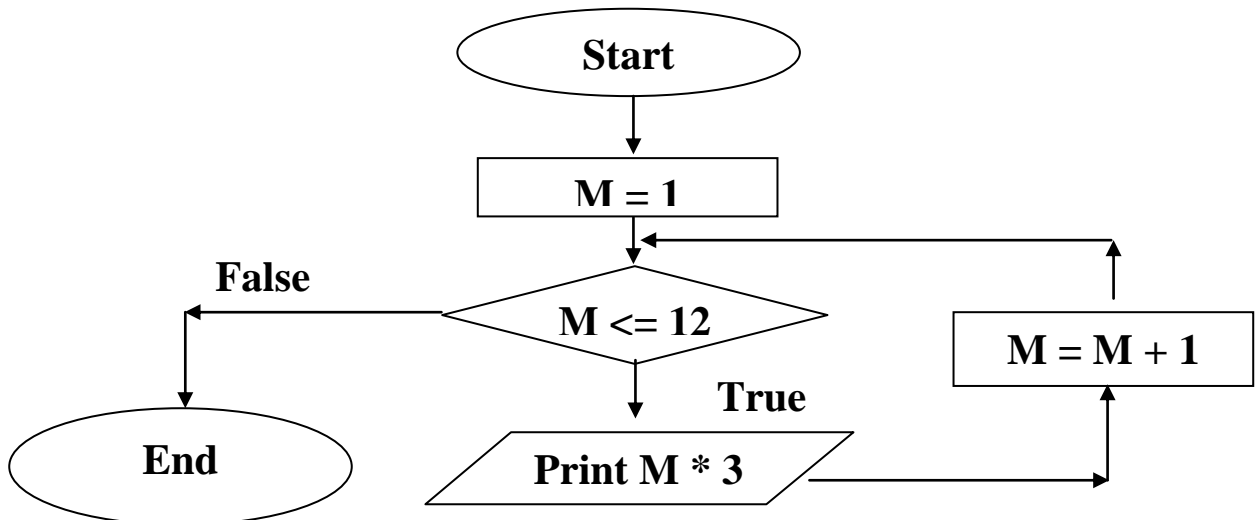 Start
M = 1
False
M <= 12
M = M + 1
True
End
Print M * 3